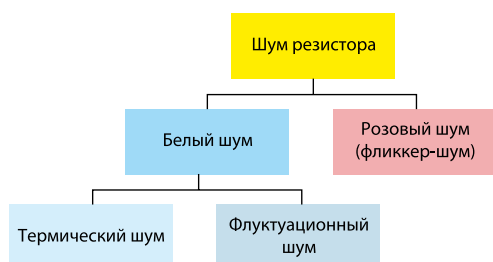 Шум резистора
Белый шум
Розовый шум
(фликкер-шум)
Термический шум
Флуктуационный
шум